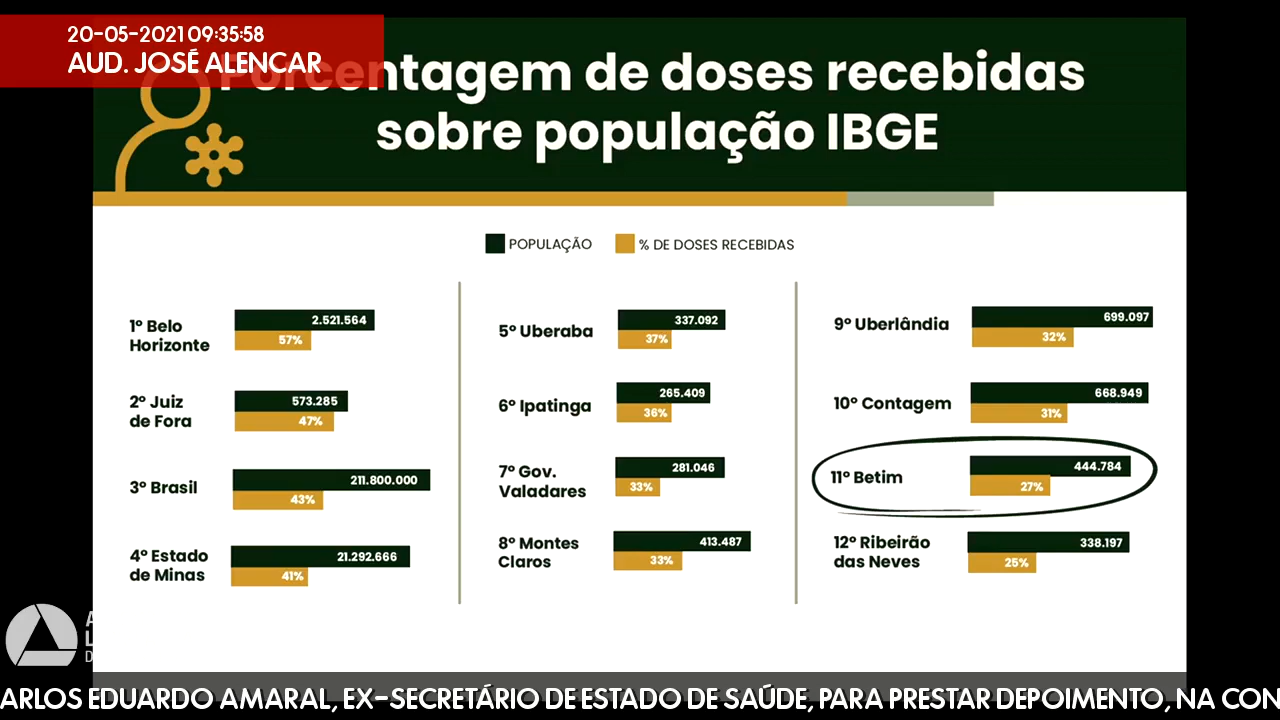 20-05-2021 09:35:58
AUD. JOSÉ ALENCAR
Porcentagem de doses recebidas
sobre população IBGE
POPULAÇÃO
% DE DOSES RECEBIDAS
1º Belo
Horizonte
2.521.564
57%
2º Juiz
de Fora
573.285
47%
3º Brasil
211.800.000
43%
4º Estado
de Minas
21.292.666
41%
5º Uberaba
337.092
37%
6º Ipatinga
265.409
36%
7º Gov.
Valadares
281.046
33%
8º Montes
Claros
413.487
33%
9º Uberlândia
699.097
32%
10º Contagem
668.949
31%
11º Betim
444.784
27%
12º Ribeirão
das Neves
338.197
25%
ARLOS EDUARDO AMARAL, EX-SECRETÁRIO DE ESTADO DE SAÚDE, PARA PRESTAR DEPOIMENTO, NA CON